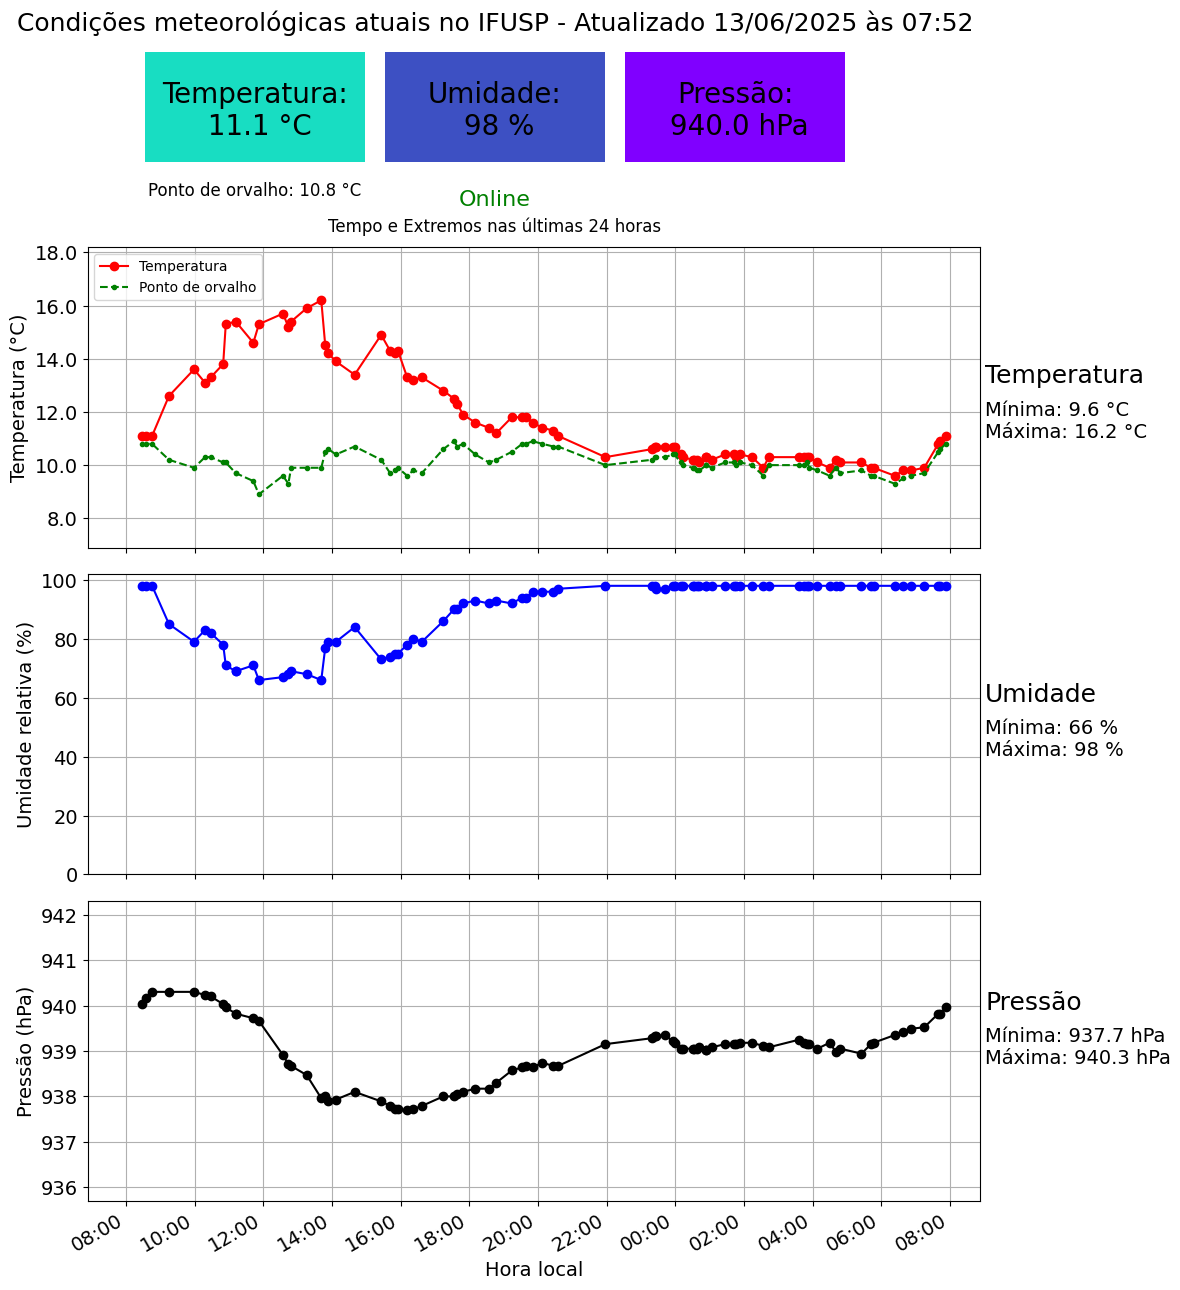 Condições meteorológicas atuais no IFUSP - Atualizado 13/06/2025 às 07:52
Temperatura:
11.1 °C
Umidade:
98 %
Pressão:
940.0 hPa
Ponto de orvalho: 10.8 °C
Online
Tempo e Extremos nas últimas 24 horas
Temperatura (°C)
18.0
16.0
14.0
12.0
10.0
8.0
Temperatura
Ponto de orvalho
Temperatura
Mínima: 9.6 °C
Máxima: 16.2 °C
Umidade relativa (%)
100
80
60
40
20
0
Umidade
Mínima: 66 %
Máxima: 98 %
Pressão (hPa)
942
941
940
939
938
937
936
Pressão
Mínima: 937.7 hPa
Máxima: 940.3 hPa
08:00 10:00 12:00 14:00 16:00 18:00 20:00 22:00 00:00 02:00 04:00 06:00 08:00
Hora local